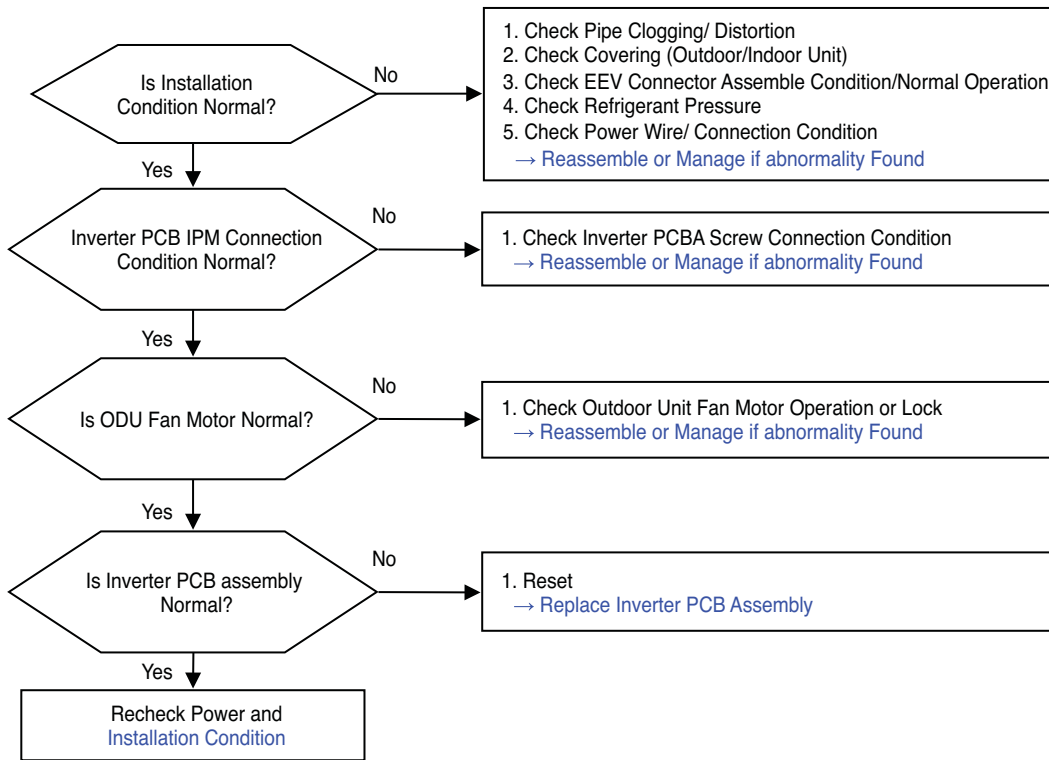 Is Installation
Condition Normal?
No
1. Check Pipe Clogging/ Distortion
2. Check Covering (Outdoor/Indoor Unit)
3. Check EEV Connector Assemble Condition/Normal Operation
4. Check Refrigerant Pressure
5. Check Power Wire/ Connection Condition
→ Reassemble or Manage if abnormality Found
Yes
Inverter PCB IPM Connection
Condition Normal?
No
1. Check Inverter PCBA Screw Connection Condition
→ Reassemble or Manage if abnormality Found
Yes
Is ODU Fan Motor Normal?
No
1. Check Outdoor Unit Fan Motor Operation or Lock
→ Reassemble or Manage if abnormality Found
Yes
Is Inverter PCB assembly
Normal?
No
1. Reset
→ Replace Inverter PCB Assembly
Yes
Recheck Power and
Installation Condition